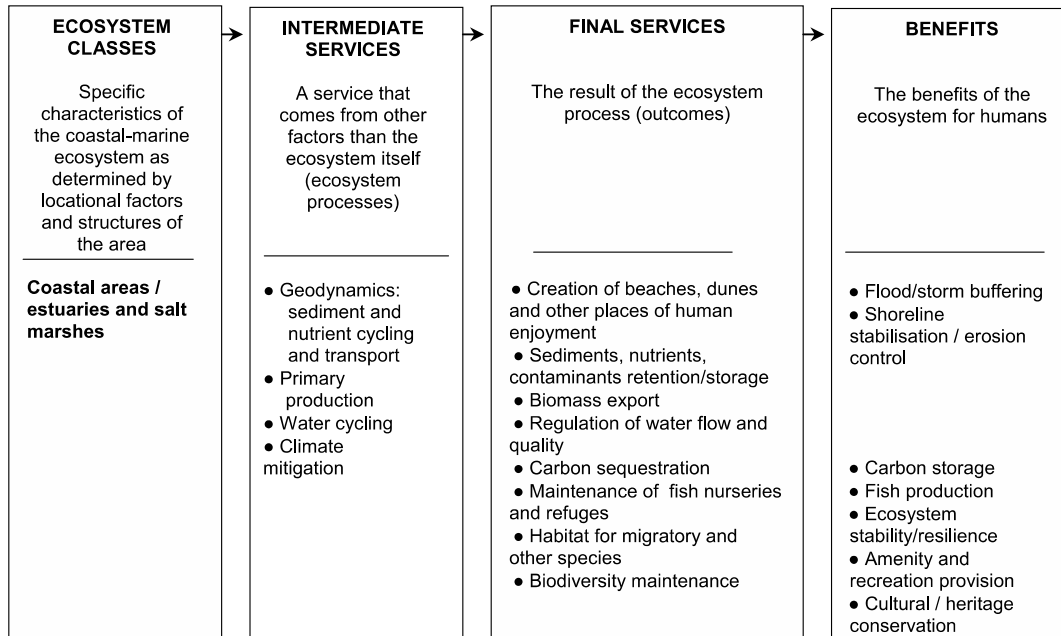 ECOSYSTEM
CLASSES
Specific
characteristics of
the coastal-marine
ecosystem as
determined by
locational factors
and structures of
the area
Coastal areas /
estuaries and salt
marshes
INTERMEDIATE
SERVICES
A service that
comes from other
factors than the
ecosystem itself
(ecosystem
processes)
● Geodynamics:
sediment and
nutrient cycling
and transport
● Primary
production
● Water cycling
● Climate
mitigation
FINAL SERVICES
The result of the ecosystem
process (outcomes)
● Creation of beaches, dunes
and other places of human
enjoyment
● Sediments, nutrients,
contaminants retention/storage
● Biomass export
● Regulation of water flow and
quality
● Carbon sequestration
● Maintenance of fish nurseries
and refuges
● Habitat for migratory and
other species
● Biodiversity maintenance
BENEFITS
The benefits of the
ecosystem for humans
● Flood/storm buffering
● Shoreline
stabilisation / erosion
control
● Carbon storage
● Fish production
● Ecosystem
stability/resilience
● Amenity and
recreation provision
● Cultural / heritage
conservation